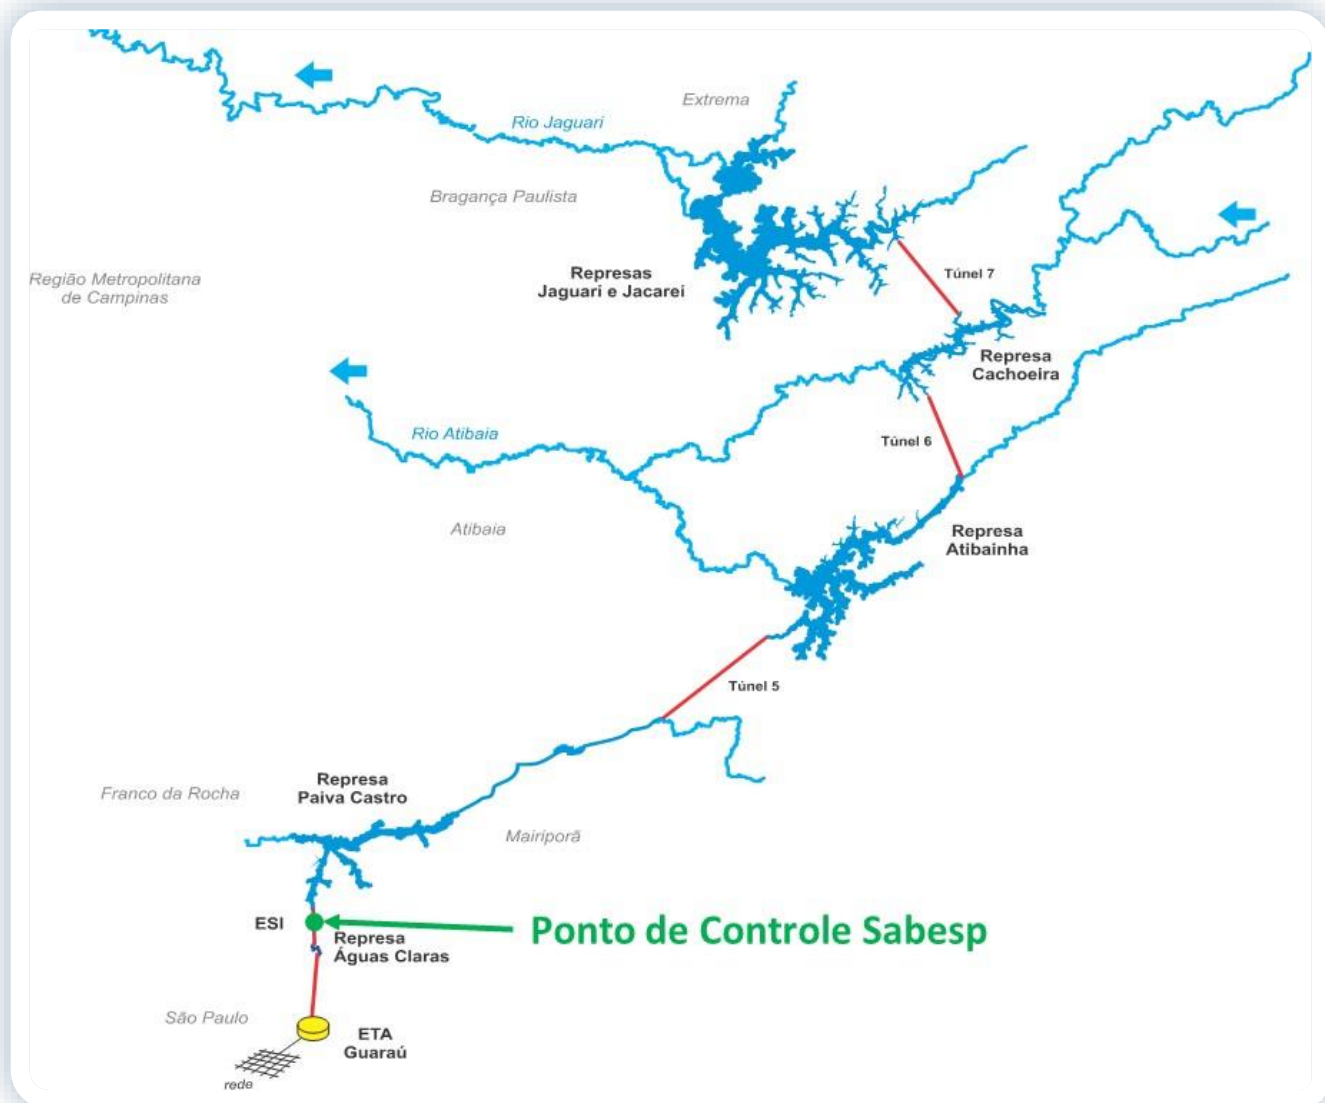 Extrema
Rio Jaguari
Bragança Paulista
Região Metropolitana
de Campinas
Represas
Jaguari e Jacarei
Túnel 7
Represa
Cachoeira
Rio Atibaia
Túnel 6
Atibaia
Represa
Atibainha
Túnel 5
Represa
Paiva Castro
Franco da Rocha
Mairiporã
ESI
Ponto de Controle Sabesp
Represa
Águas Claras
São Paulo
ETA
Guaraú
rede